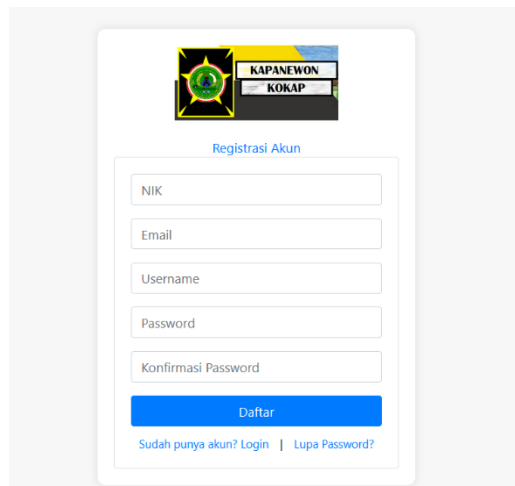 KAPANEWON
KOKAP
Registrasi Akun
NIK
Email
Username
Password
Konfirmasi Password
Daftar
Sudah punya akun? Login | Lupa Password?